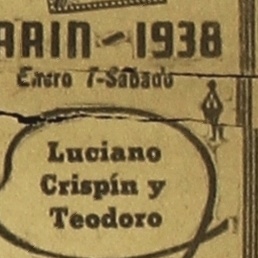 ARIN - 1938
Enero 1-Sábado
Luciano
Crispín y
Teodoro